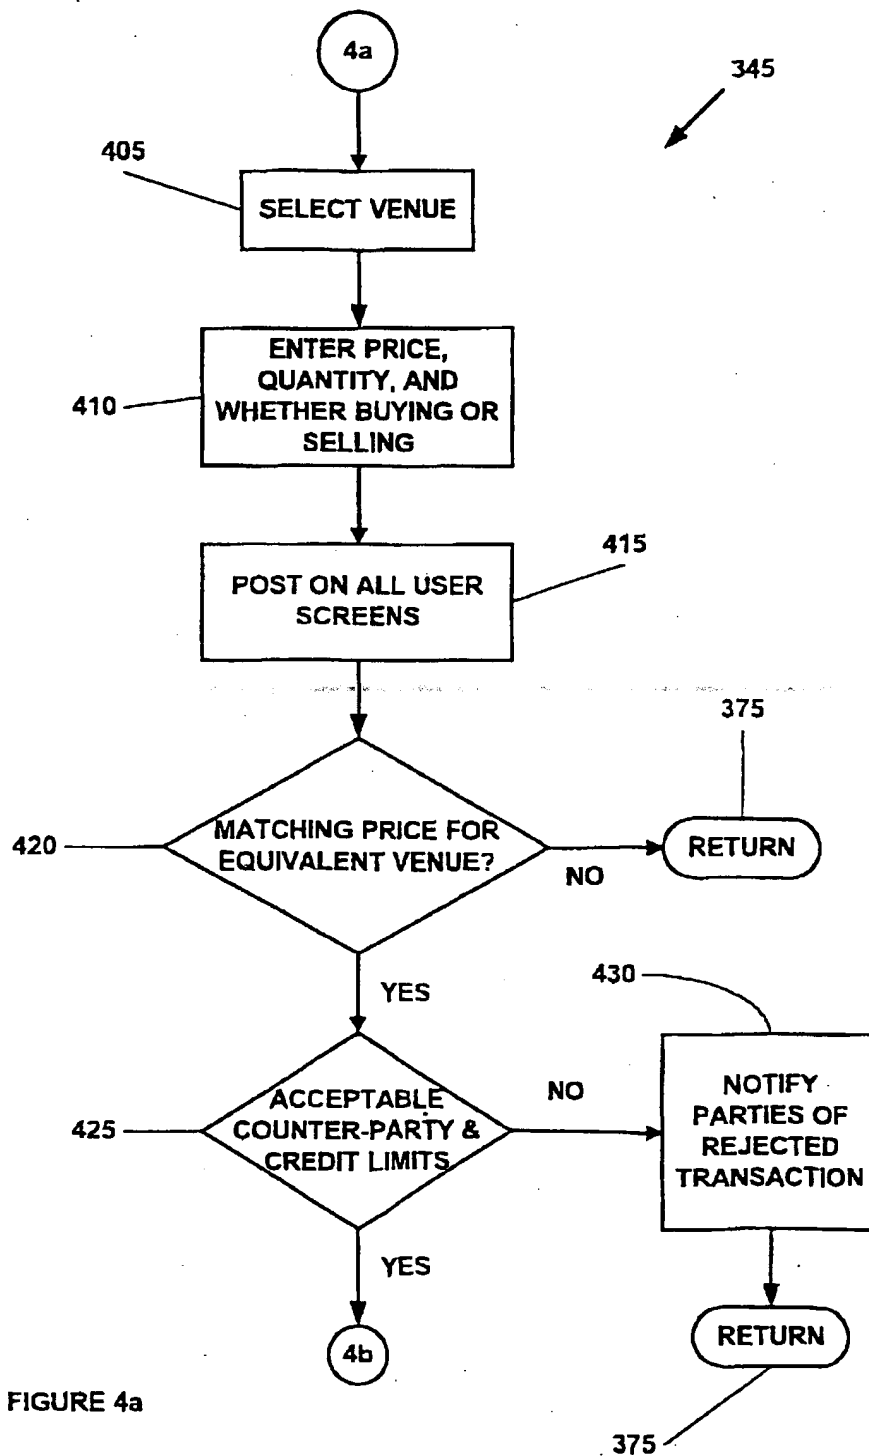 4a
345
405
SELECT VENUE
ENTER PRICE,
QUANTITY, AND
410
WHETHER BUYING OR
SELLING
415
POST ON ALL USER
SCREENS
375
420
MATCHING PRICE FOR
EQUIVALENT VENUE?
RETURN
NO
YES
430
425
ACCEPTABLE
COUNTER-PARTY &
CREDIT LIMITS
NO
NOTIFY
PARTIES OF
REJECTED
TRANSACTION
YES
4b
RETURN
FIGURE 4a
375